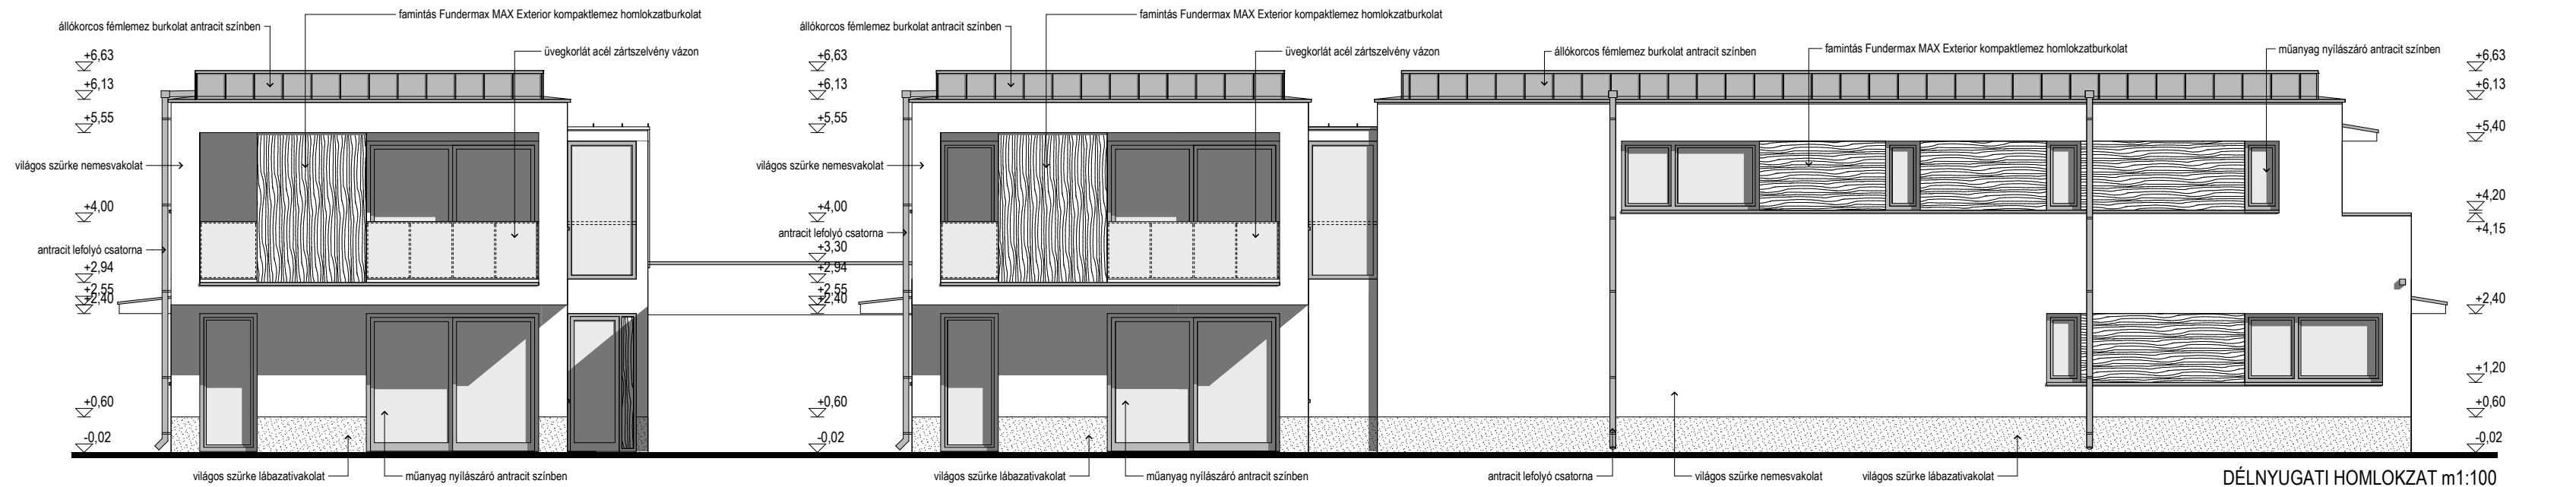 famintás Fundermax MAX Exterior kompaktlemez homlokzatburkolat
állókorcos fémlemez burkolat antracit színben
üvegkorlát acél zártszelvény vázon
+6,63
+6,13
+5,55
világos szürke nemesvakolat
+4,00
antracit lefolyó csatorna
+2,94
+2,55
+2,40
+0,60
-0,02
világos szürke lábazativakolat
műanyag nyílászáró antracit színben
famintás Fundermax MAX Exterior kompaktlemez homlokzatburkolat
állókorcos fémlemez burkolat antracit színben
üvegkorlát acél zártszelvény vázon
+6,63
+6,13
+5,55
világos szürke nemesvakolat
+4,00
antracit lefolyó csatorna
+3,30
+2,94
+2,55
+2,40
+0,60
-0,02
világos szürke lábazativakolat
műanyag nyílászáró antracit színben
állókorcos fémlemez burkolat antracit színben
famintás Fundermax MAX Exterior kompaktlemez homlokzatburkolat
műanyag nyílászáró antracit színben
+6,63
+6,13
+5,40
+4,20
+4,15
+2,40
+1,20
+0,60
-0,02
antracit lefolyó csatorna
világos szürke nemesvakolat
világos szürke lábazativakolat
DÉLNYUGATI HOMLOKZAT m1:100